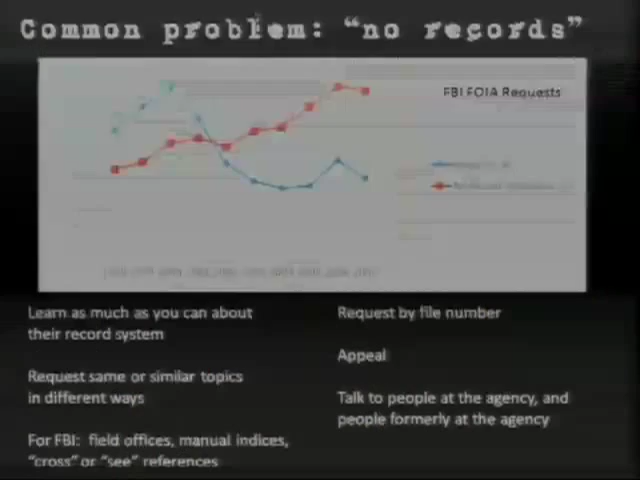 Common problem: “no records”
FBI FOIA Requests
Learn as much as you can about
their record system
Request same or similar topics
in different ways
For FBI:  field offices, manual indices,
“cross” or “see” references
Request by file number
Appeal
Talk to people at the agency, and
people formerly at the agency